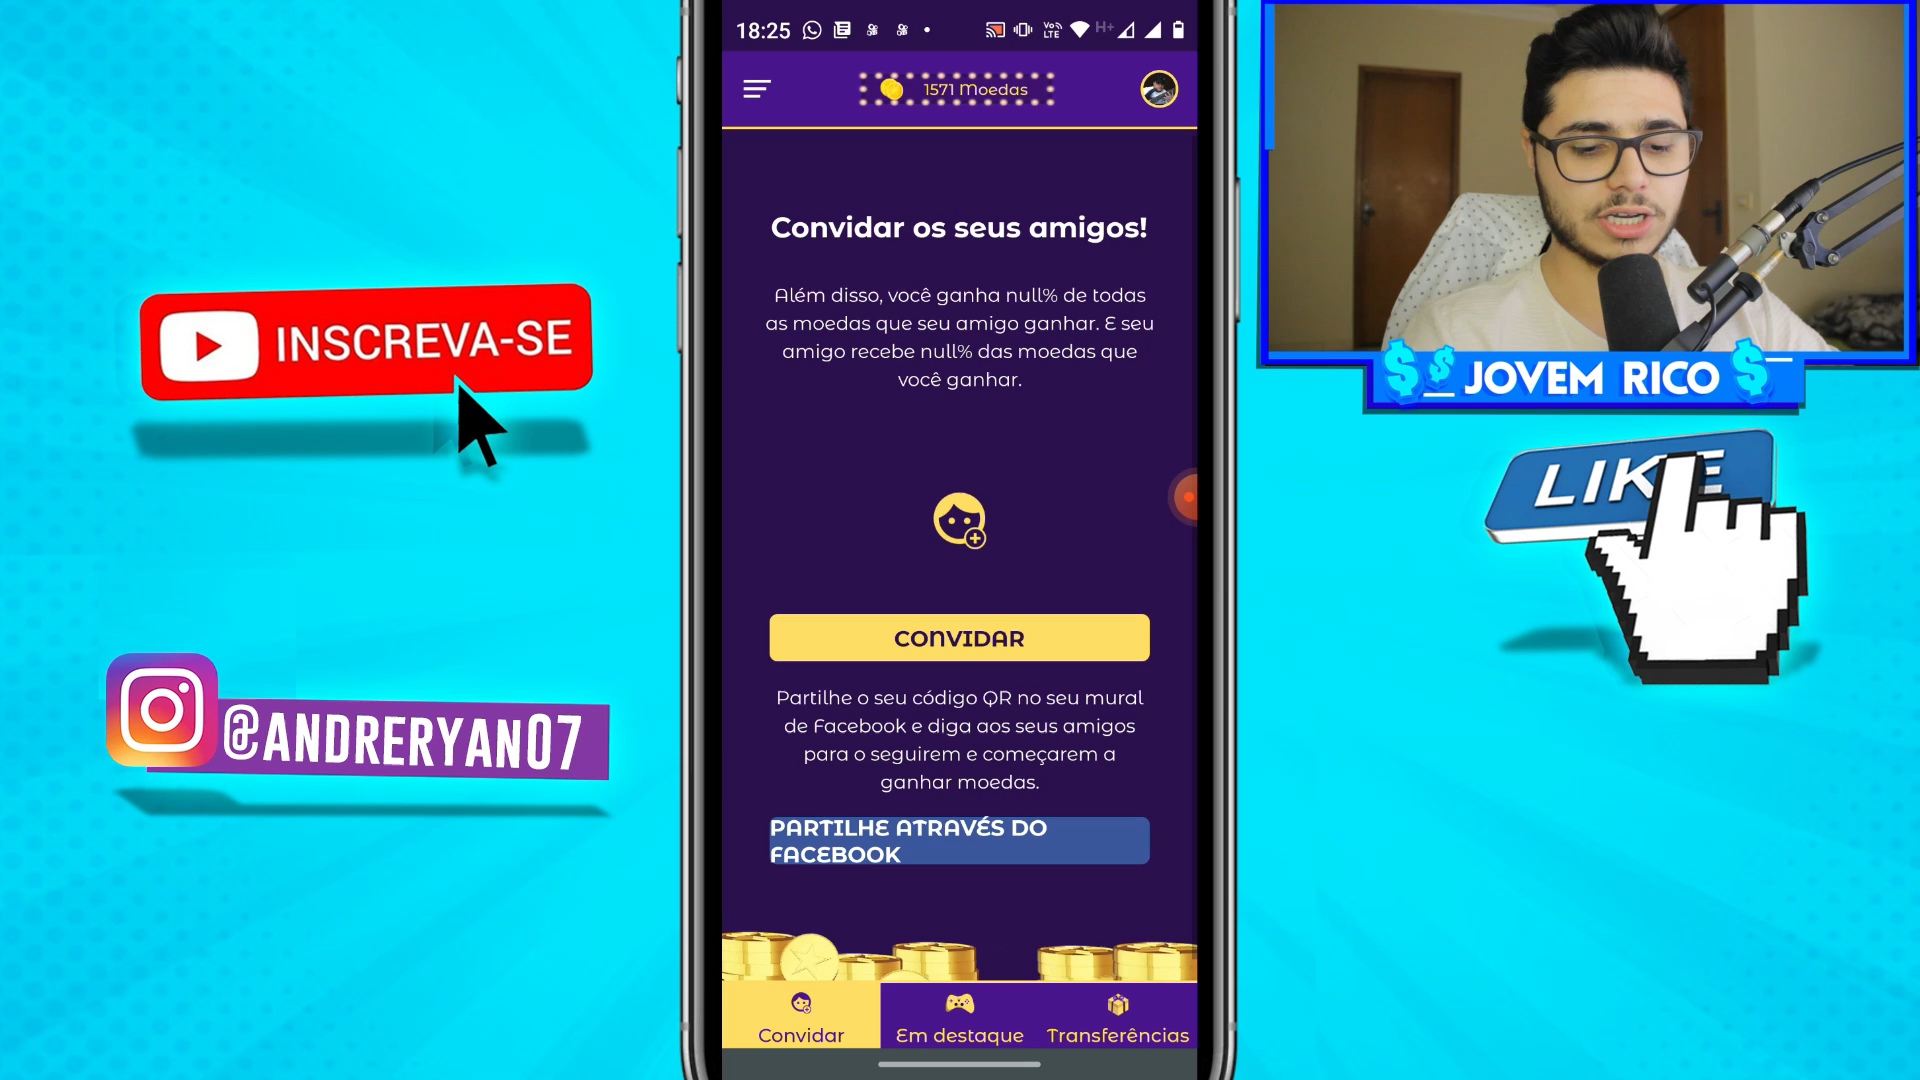 18:25
Vo))
LTE
H+
1571 Moedas
Convidar os seus amigos!
Além disso, você ganha null% de todas
as moedas que seu amigo ganhar. E seu
amigo recebe null% das moedas que
você ganhar.
CONVIDAR
Partilhe o seu código QR no seu mural
de Facebook e diga aos seus amigos
para o seguirem e começarem a
ganhar moedas.
PARTILHE ATRAVÉS DO
FACEBOOK
Convidar
Em destaque
Transferências
INSCREVA-SE
@ANDRERYAN07
$ $ JOVEM RICO $
LIKE